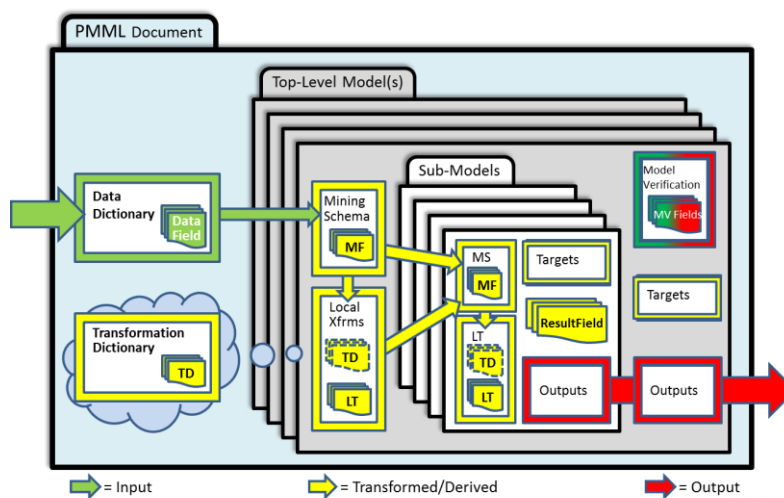 PMML Document
Top-Level Model(s)
Sub-Models
Model
Verification
MV Fields
Data
Dictionary
Data
Field
Mining
Schema
MF
MS
MF
Targets
Targets
Transformation
Dictionary
TD
Local
Xfrms
TD
LT
ResultField
LT
TD
LT
Outputs
Outputs
= Input
= Transformed/Derived
= Output